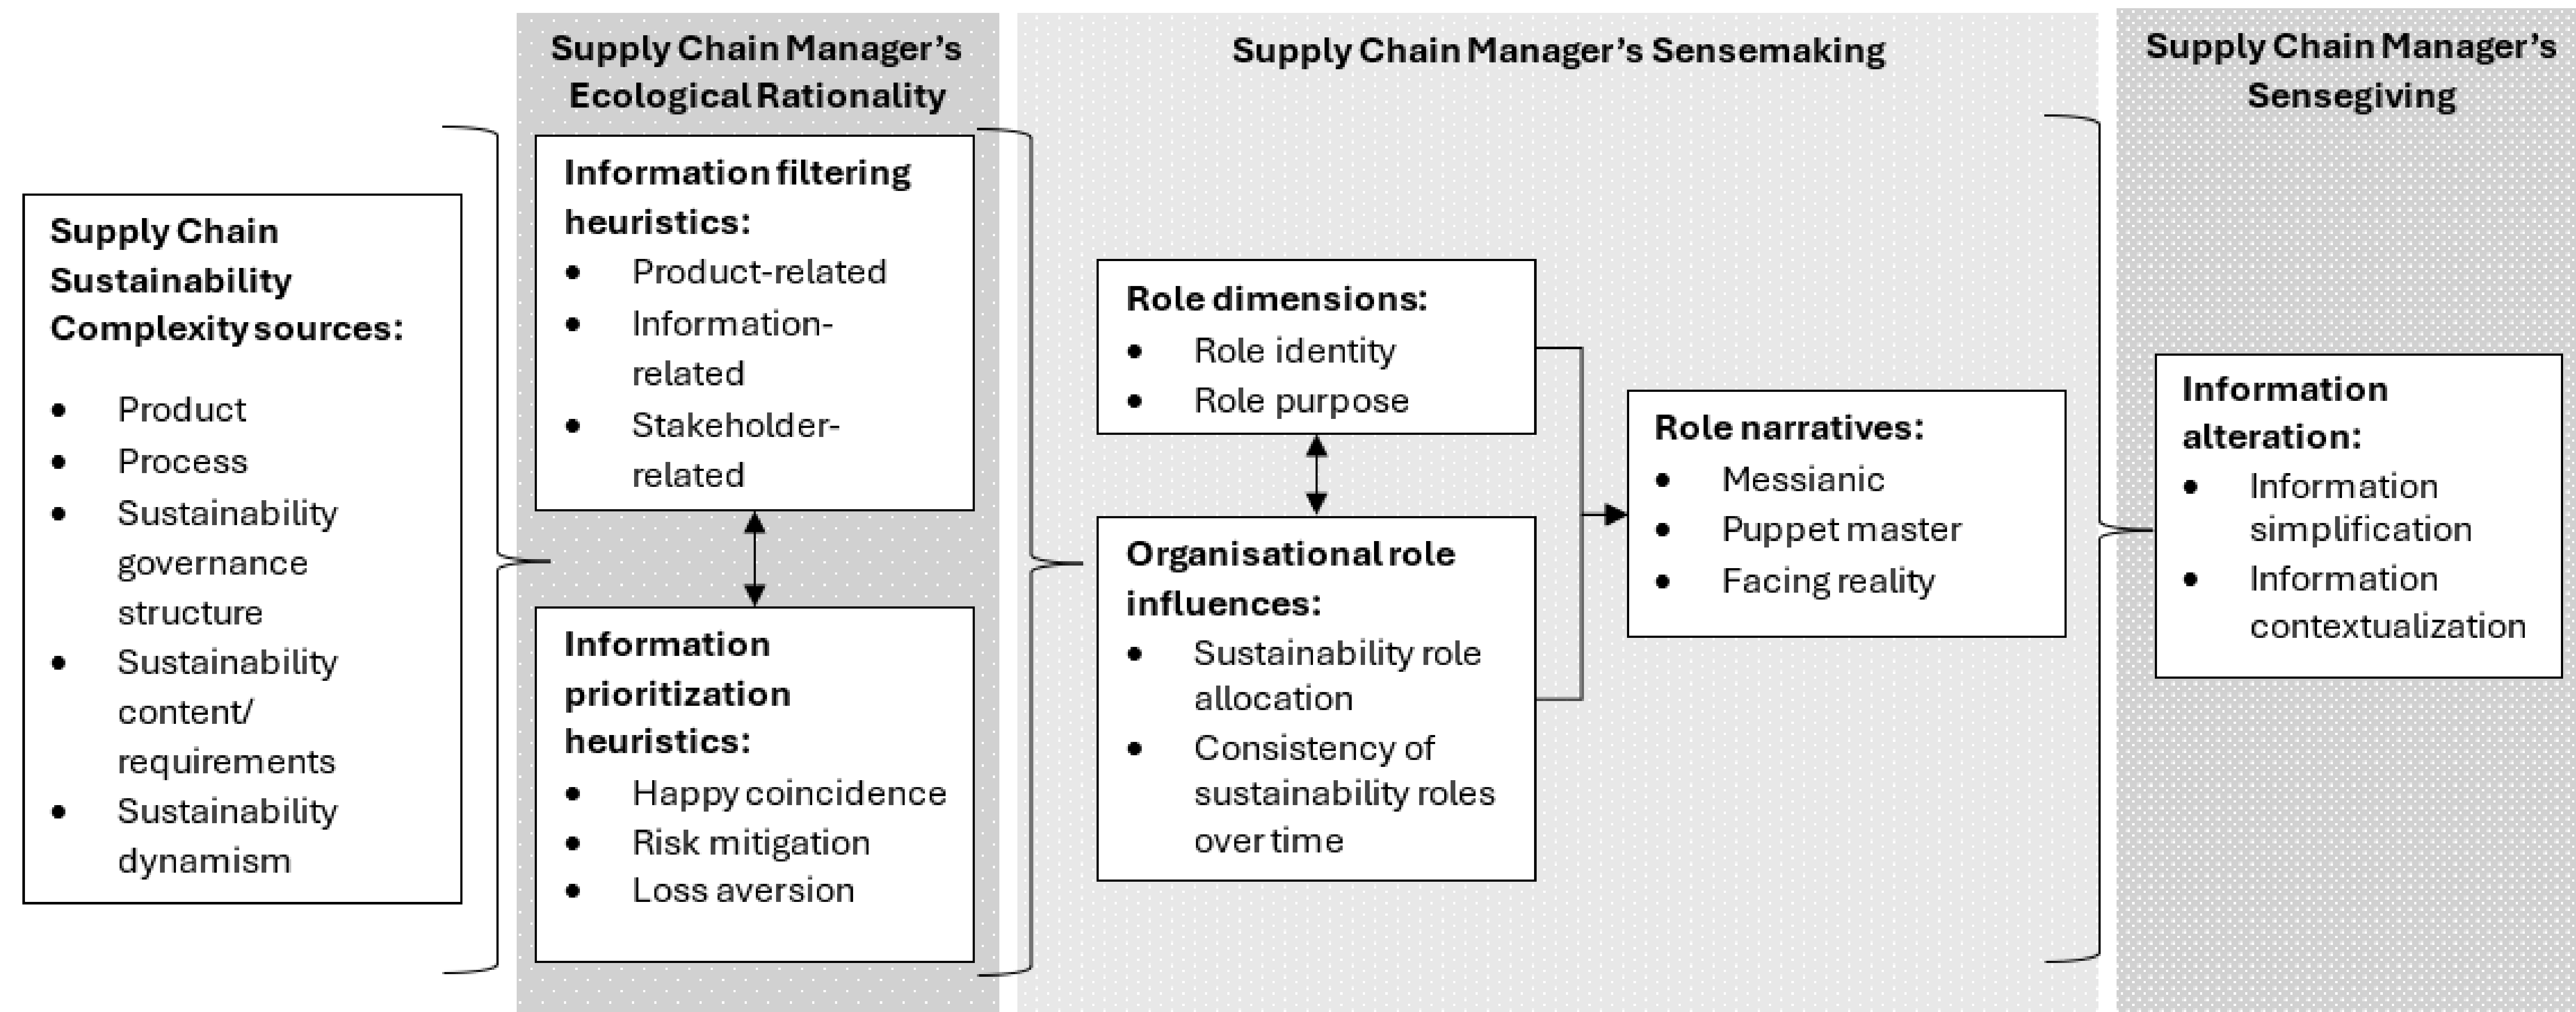 Supply Chain
Sustainability
Complexity sources:
• Product
• Process
• Sustainability
governance
structure
• Sustainability
content/
requirements
• Sustainability
dynamism
Supply Chain Manager’s
Ecological Rationality
Information filtering
heuristics:
• Product-related
• Information-
related
• Stakeholder-
related
Information
prioritization
heuristics:
• Happy coincidence
• Risk mitigation
• Loss aversion
Supply Chain Manager’s Sensemaking
Role dimensions:
• Role identity
• Role purpose
Organisational role
influences:
• Sustainability role
allocation
• Consistency of
sustainability roles
over time
Role narratives:
• Messianic
• Puppet master
• Facing reality
Supply Chain Manager’s
Sensegiving
Information
alteration:
• Information
simplification
• Information
contextualization